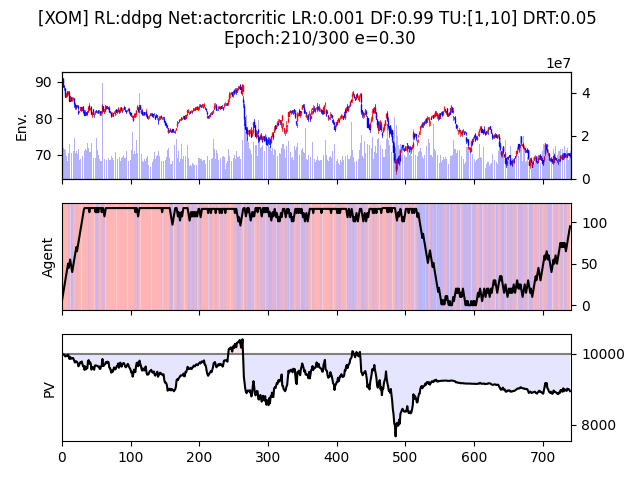 [XOM] RL:ddpg Net:actorcritic LR:0.001 DF:0.99 TU:[1,10] DRT:0.05
Epoch:210/300 e=0.30
1e7
90
80
70
Env.
4
2
0
Agent
100
50
0
PV
10000
8000
0 100 200 300 400 500 600 700